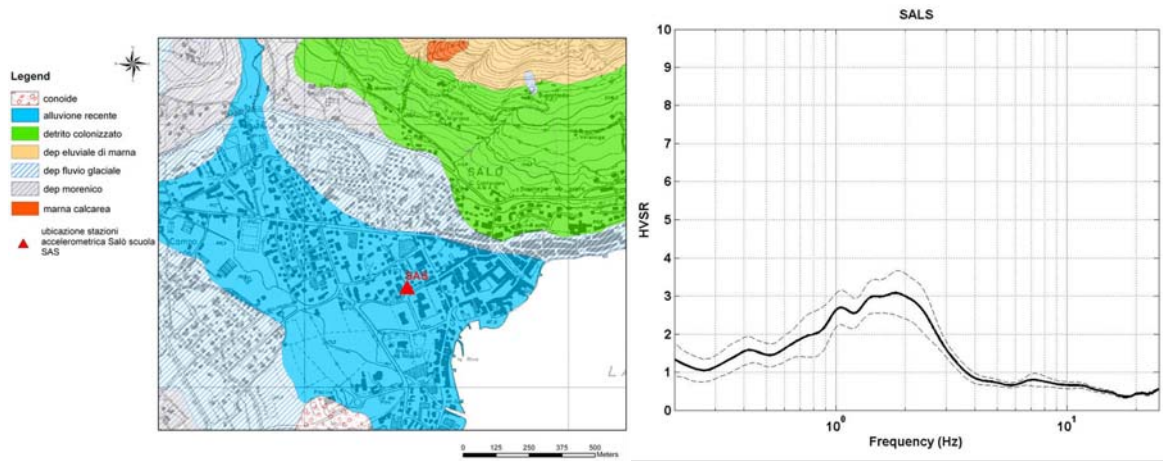 Legend
conoide
alluvione recente
detrito colonizzato
dep eluviale di marna
dep fluvio glaciale
dep morenico
marna calcarea
ubicazione stazioni
accelerometrica Salò scuola
SAS
SALÒ
SAS
0 125 250 375 500
Meters
SALS
HVSR
10
9
8
7
6
5
4
3
2
1
0
10⁰ 10¹
Frequency (Hz)